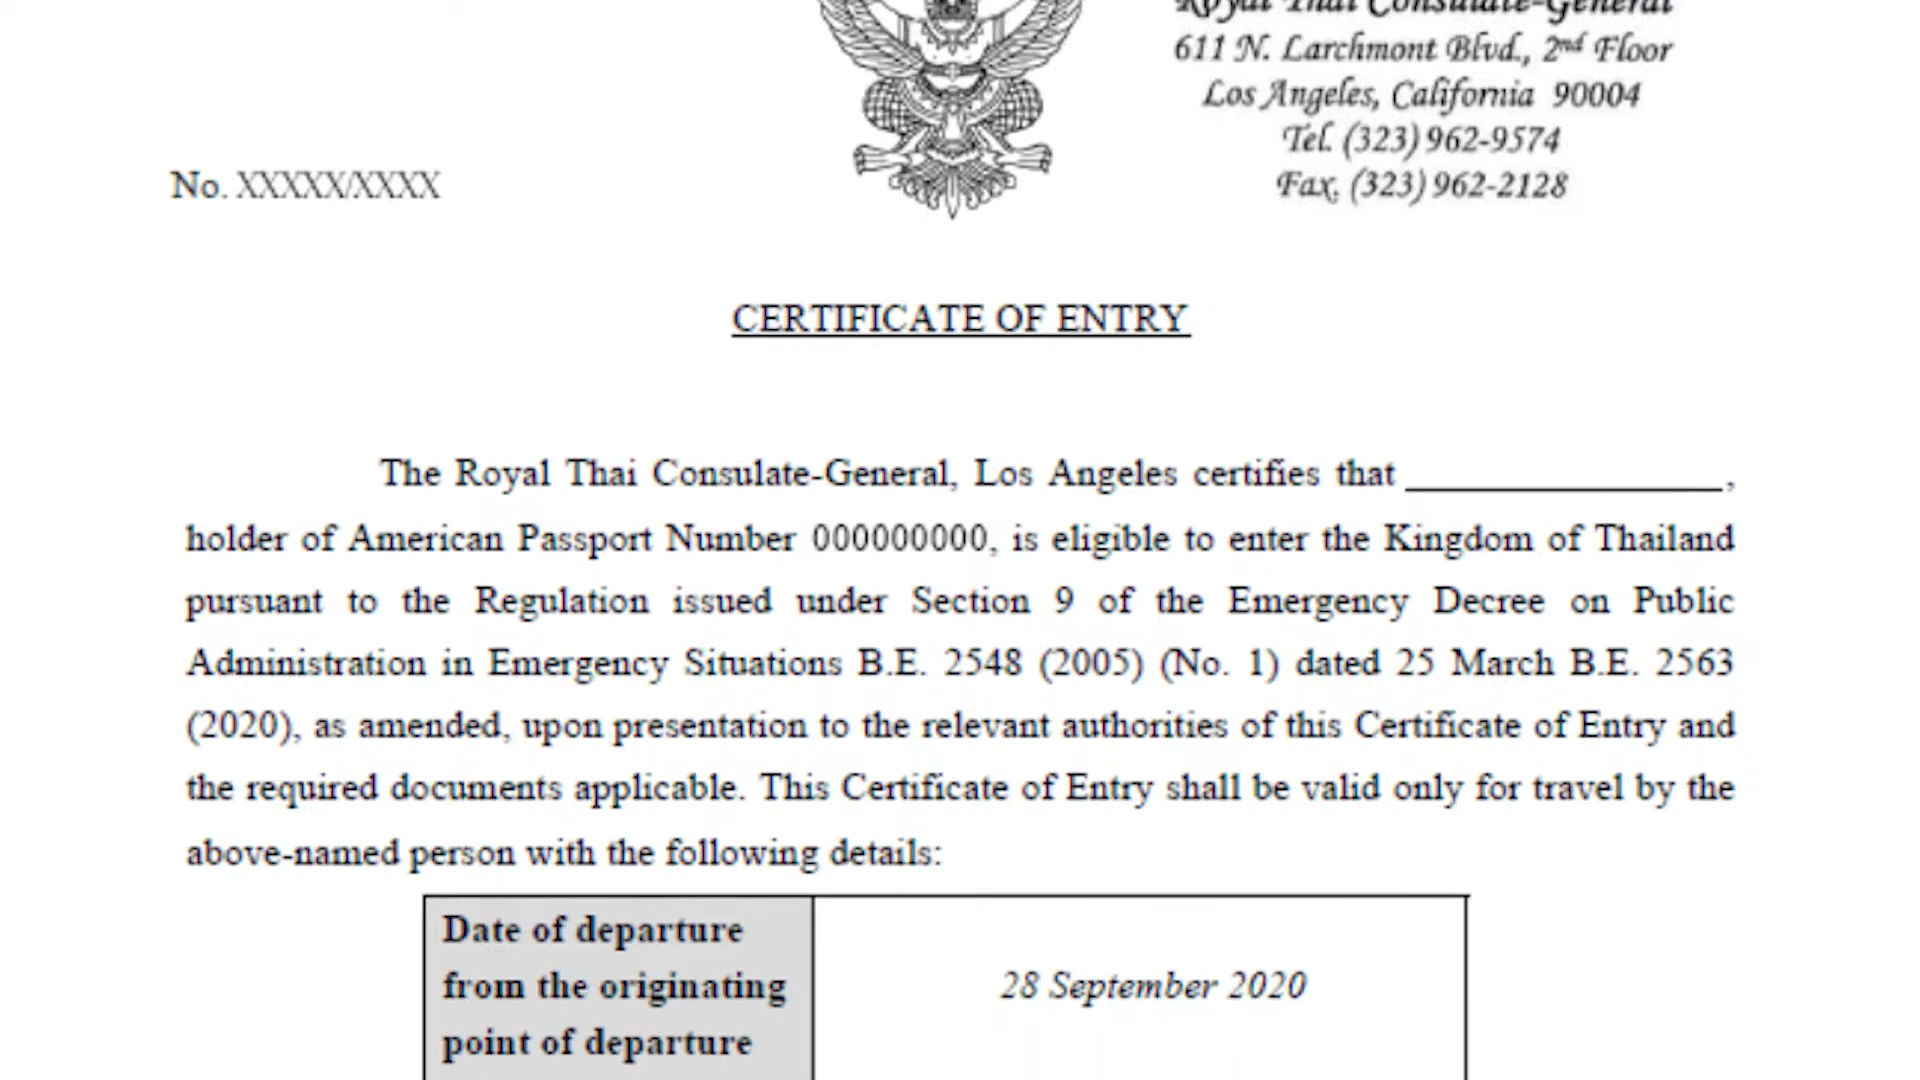 Royal Thai Consulate-General
611 N. Larchmont Blvd., 2nd Floor
Los Angeles, California 90004
Tel. (323) 962-9574
Fax. (323) 962-2128
No. XXXXX/XXXX
CERTIFICATE OF ENTRY
The Royal Thai Consulate-General, Los Angeles certifies that ________________,
holder of American Passport Number 000000000, is eligible to enter the Kingdom of Thailand
pursuant to the Regulation issued under Section 9 of the Emergency Decree on Public
Administration in Emergency Situations B.E. 2548 (2005) (No. 1) dated 25 March B.E. 2563
(2020), as amended, upon presentation to the relevant authorities of this Certificate of Entry and
the required documents applicable. This Certificate of Entry shall be valid only for travel by the
above-named person with the following details:
Date of departure
from the originating
point of departure
28 September 2020